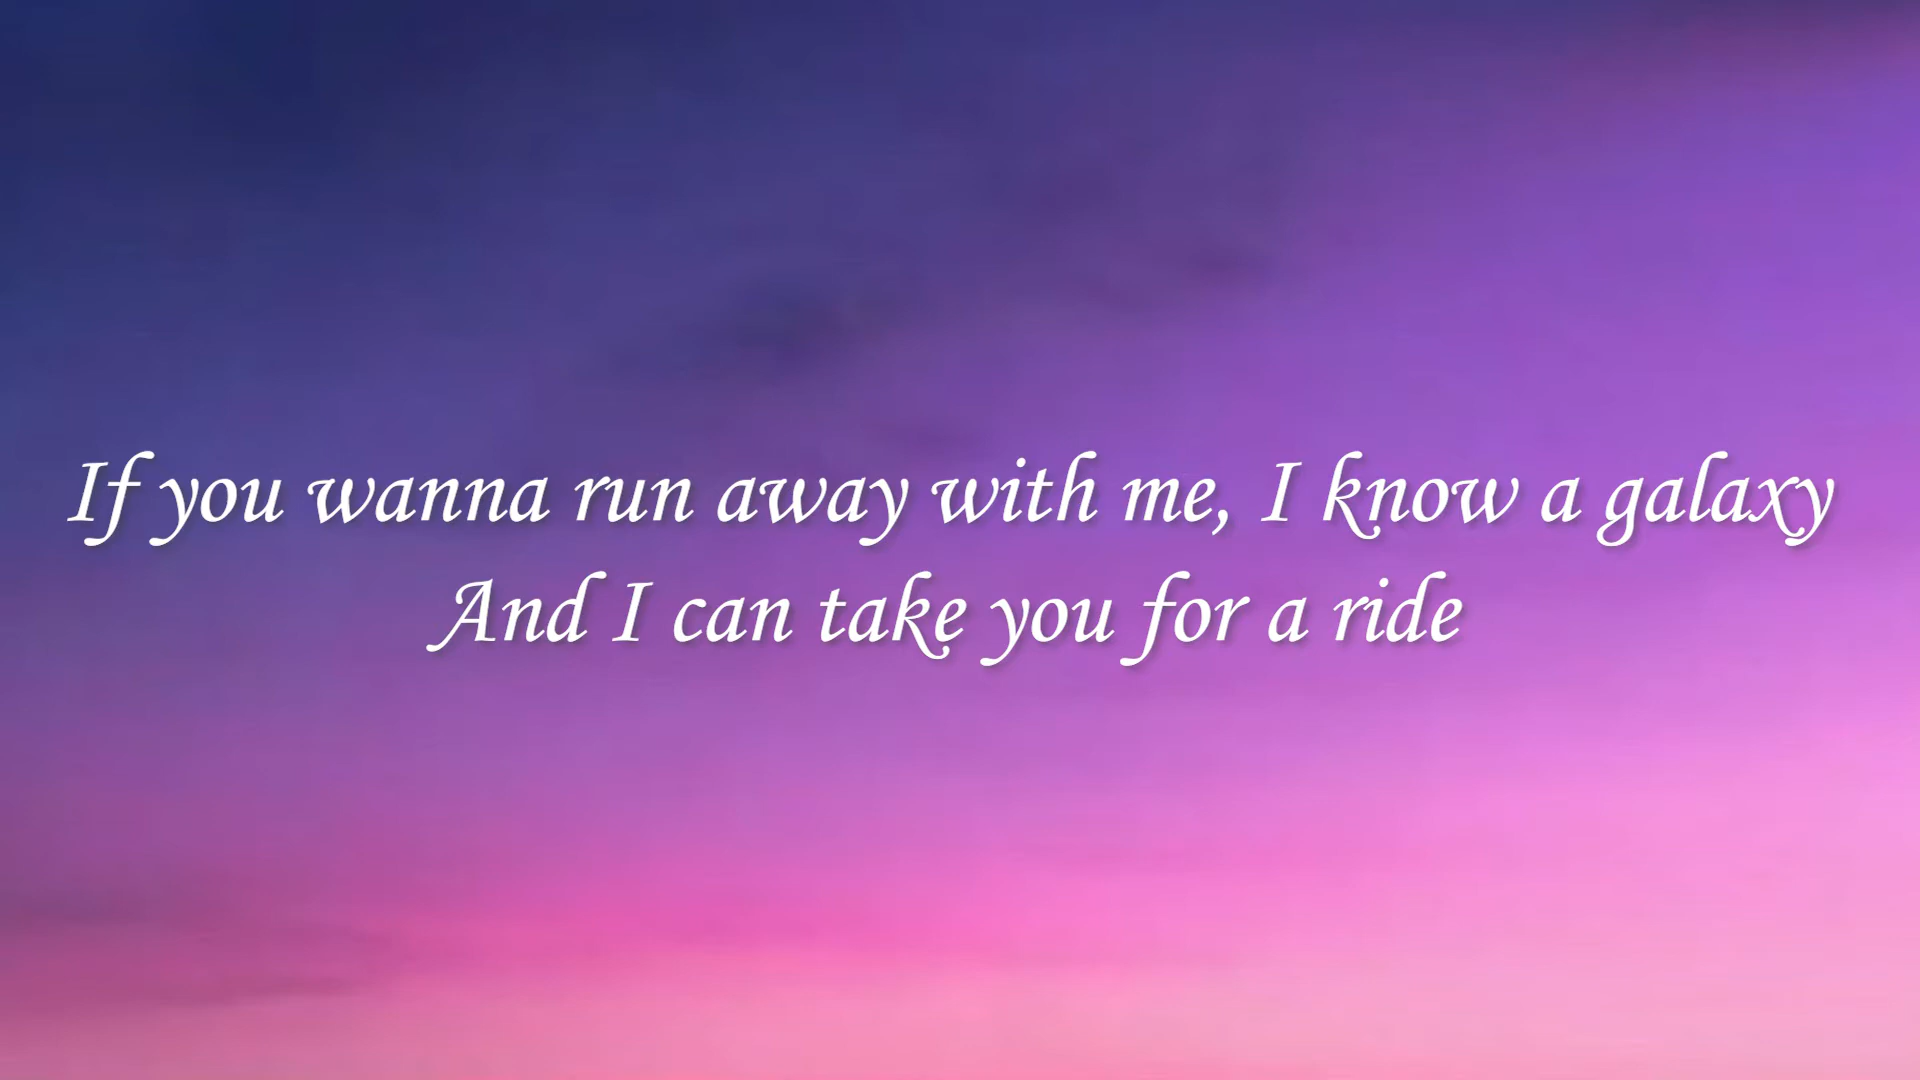 If you wanna run away with me, I know a galaxy
And I can take you for a ride